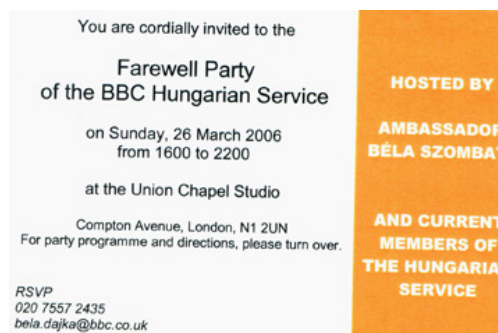 You are cordially invited to the
Farewell Party
of the BBC Hungarian Service
on Sunday, 26 March 2006
from 1600 to 2200
at the Union Chapel Studio
Compton Avenue, London, N1 2UN
For party programme and directions, please turn over.
RSVP
020 7557 2435
bela.dajka@bbc.co.uk
HOSTED BY
AMBASSADOR
BÉLA SZOMBAT
AND CURRENT
MEMBERS OF
THE HUNGARIA
SERVICE